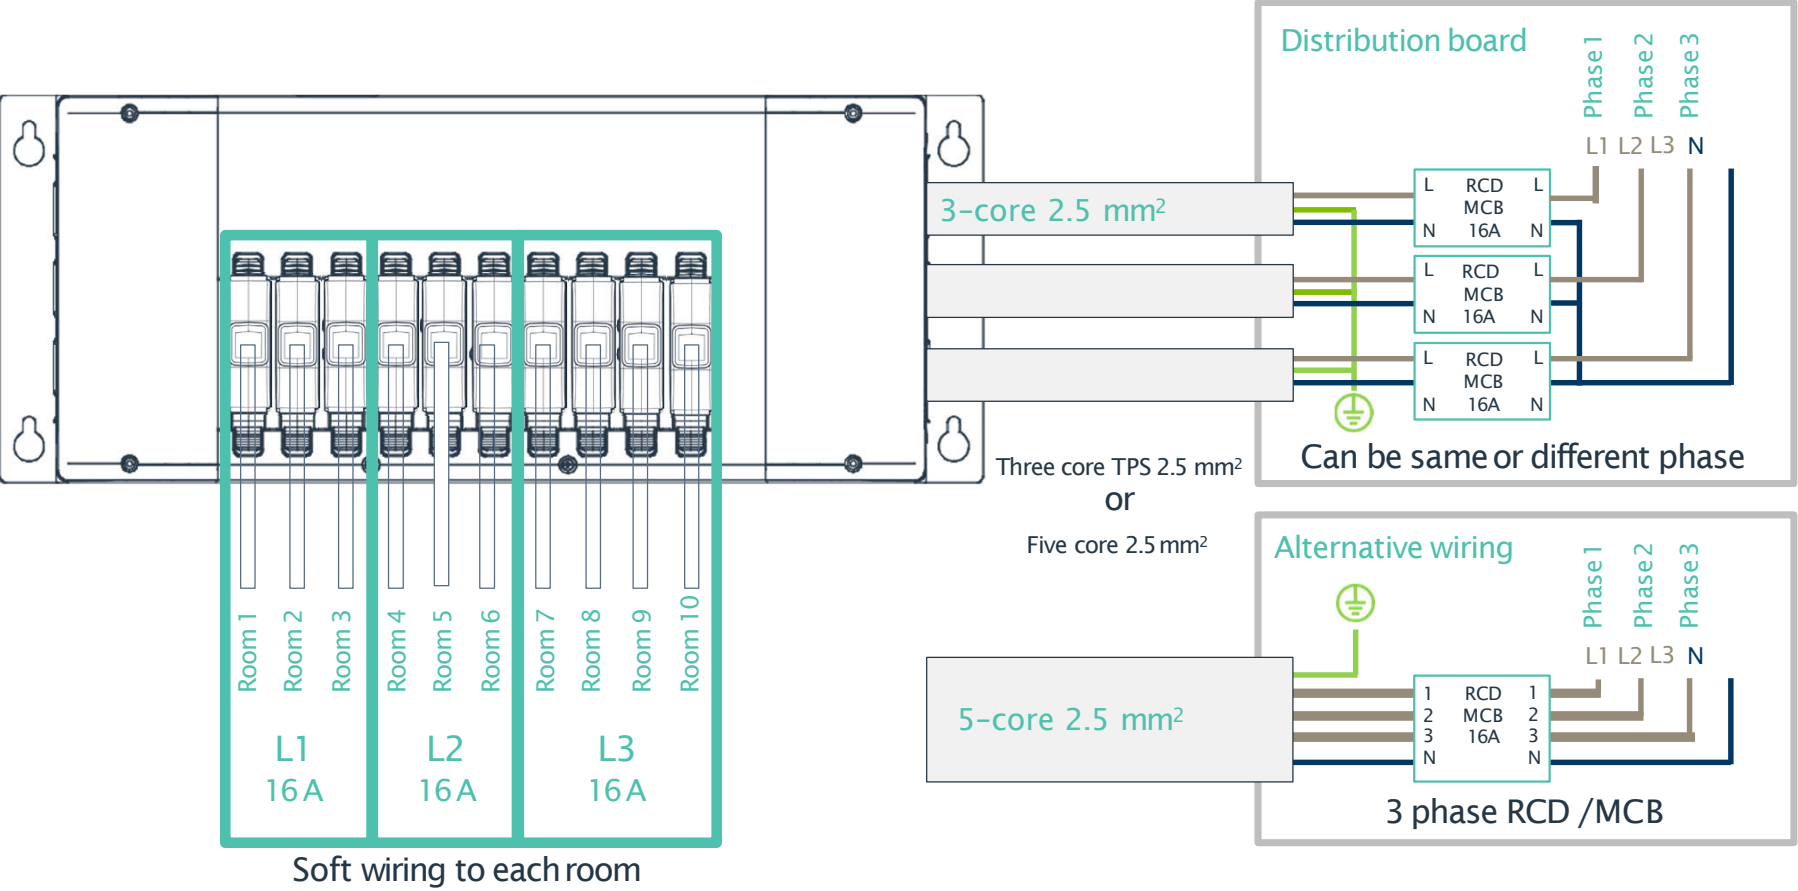 Distribution board
Phase 1
Phase 2
Phase 3
L1 L2 L3 N
3-core 2.5 mm²
L RCD L
MCB
N 16A N
L RCD L
MCB
N 16A N
L RCD L
MCB
N 16A N
Can be same or different phase
Three core TPS 2.5 mm²
or
Five core 2.5 mm²
Alternative wiring
Phase 1
Phase 2
Phase 3
L1 L2 L3 N
5-core 2.5 mm²
1 RCD 1
2 MCB 2
3 16A 3
N N
3 phase RCD /MCB
Room 1
Room 2
Room 3
Room 4
Room 5
Room 6
Room 7
Room 8
Room 9
Room 10
L1
16A
L2
16A
L3
16A
Soft wiring to each room